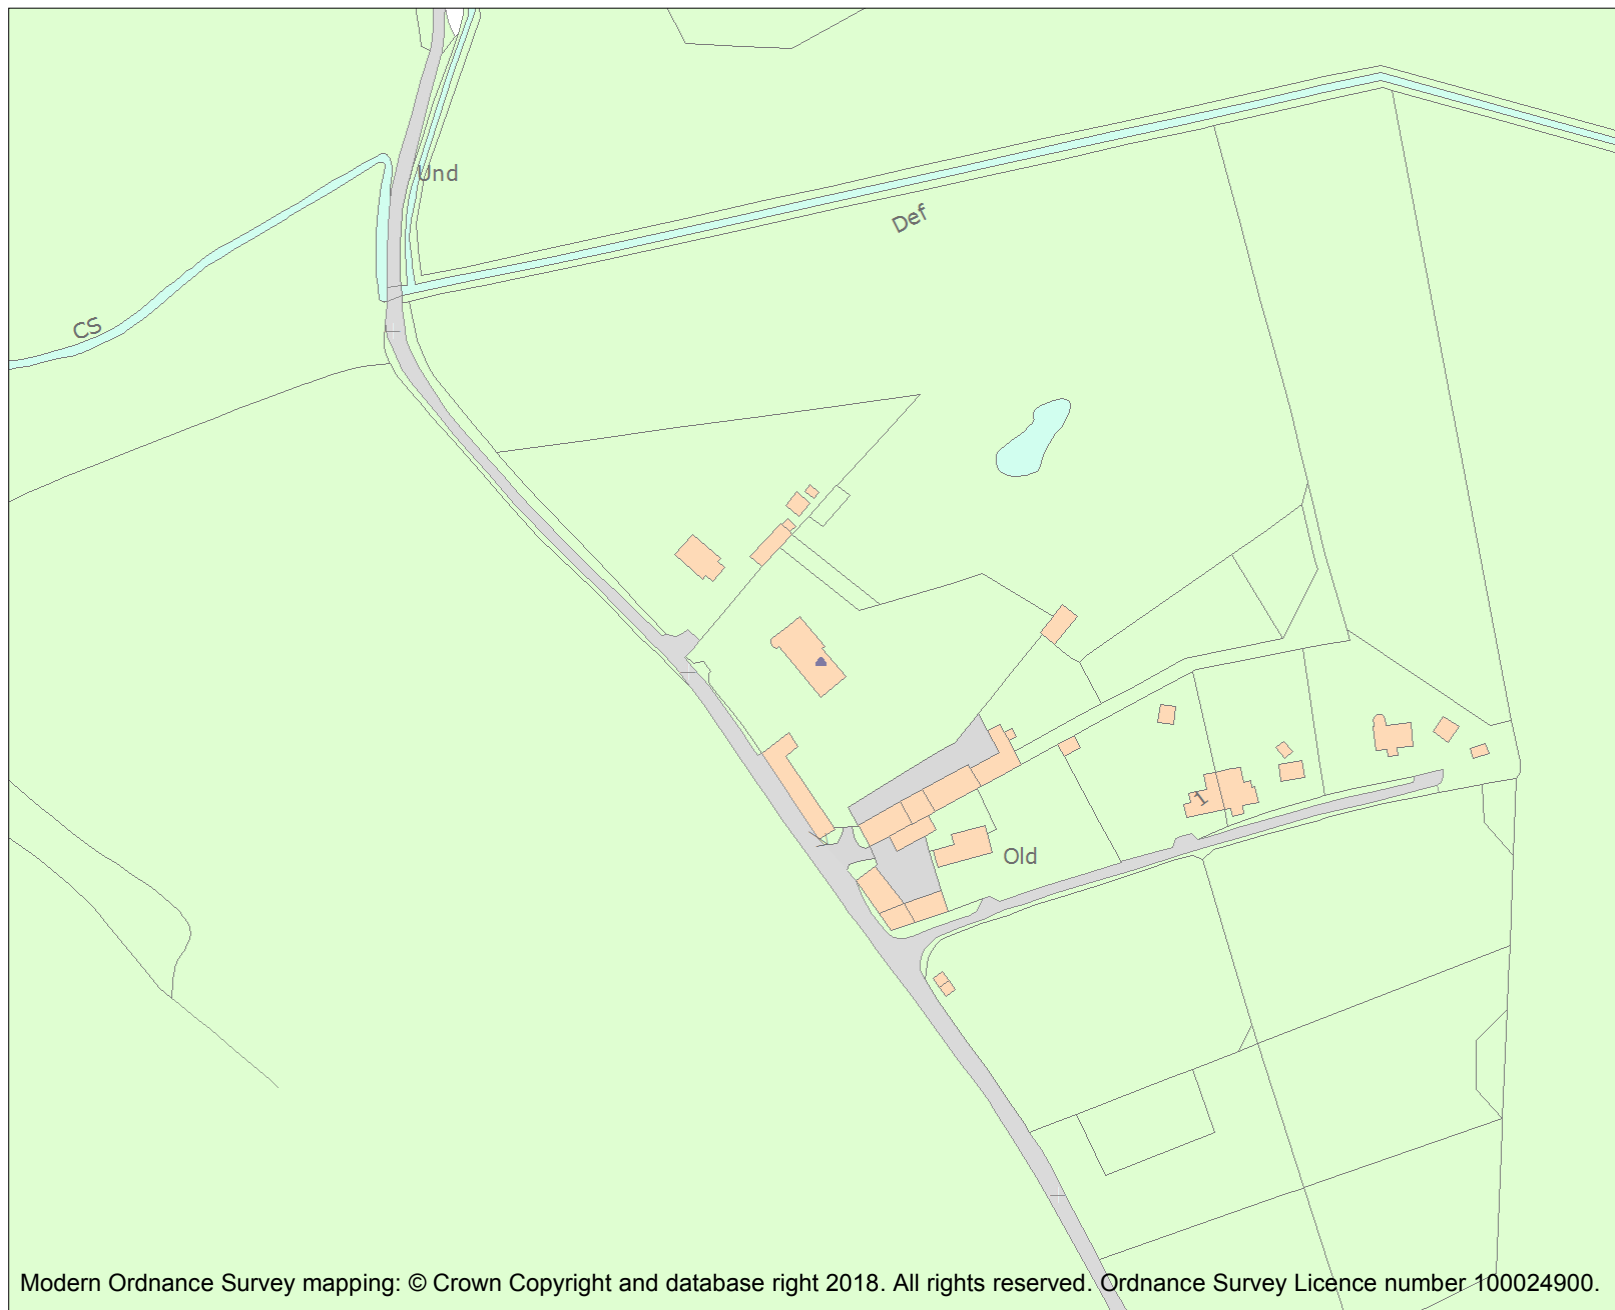 Und
Def
CS
1
Old
Modern Ordnance Survey mapping: © Crown Copyright and database right 2018. All rights reserved. Ordnance Survey Licence number 100024900.